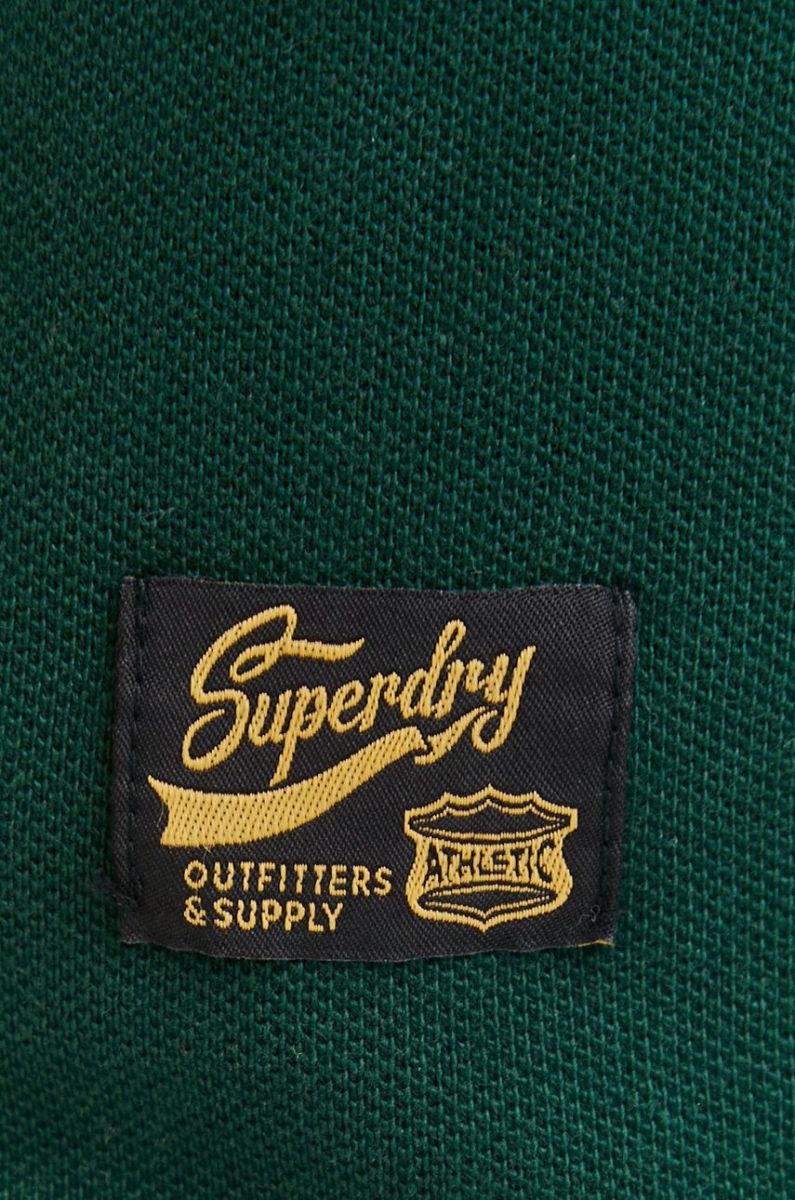 Superdry
OUTFITTERS
& SUPPLY
ATHLETIC